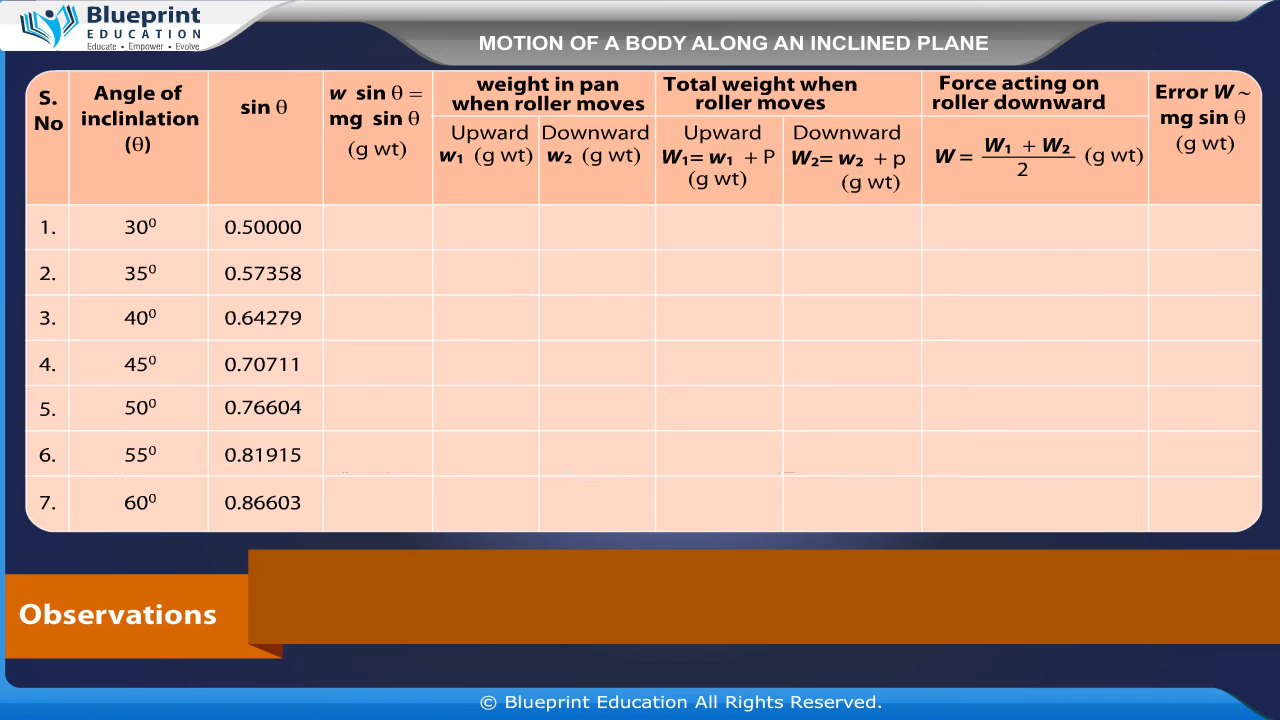 Blueprint
EDUCATION
Educate • Empower • Evolve
MOTION OF A BODY ALONG AN INCLINED PLANE
S. No
Angle of inclinlation (θ)
sin θ
w sin θ = mg sin θ (g wt)
weight in pan when roller moves
Upward w₁ (g wt)
Downward w₂ (g wt)
Total weight when roller moves
Upward W₁= w₁ + P (g wt)
Downward W₂= w₂ + p (g wt)
Force acting on roller downward
W = W₁ + W₂ / 2 (g wt)
Error W ~ mg sin θ (g wt)
1. 30⁰ 0.50000
2. 35⁰ 0.57358
3. 40⁰ 0.64279
4. 45⁰ 0.70711
5. 50⁰ 0.76604
6. 55⁰ 0.81915
7. 60⁰ 0.86603
Observations
© Blueprint Education All Rights Reserved.